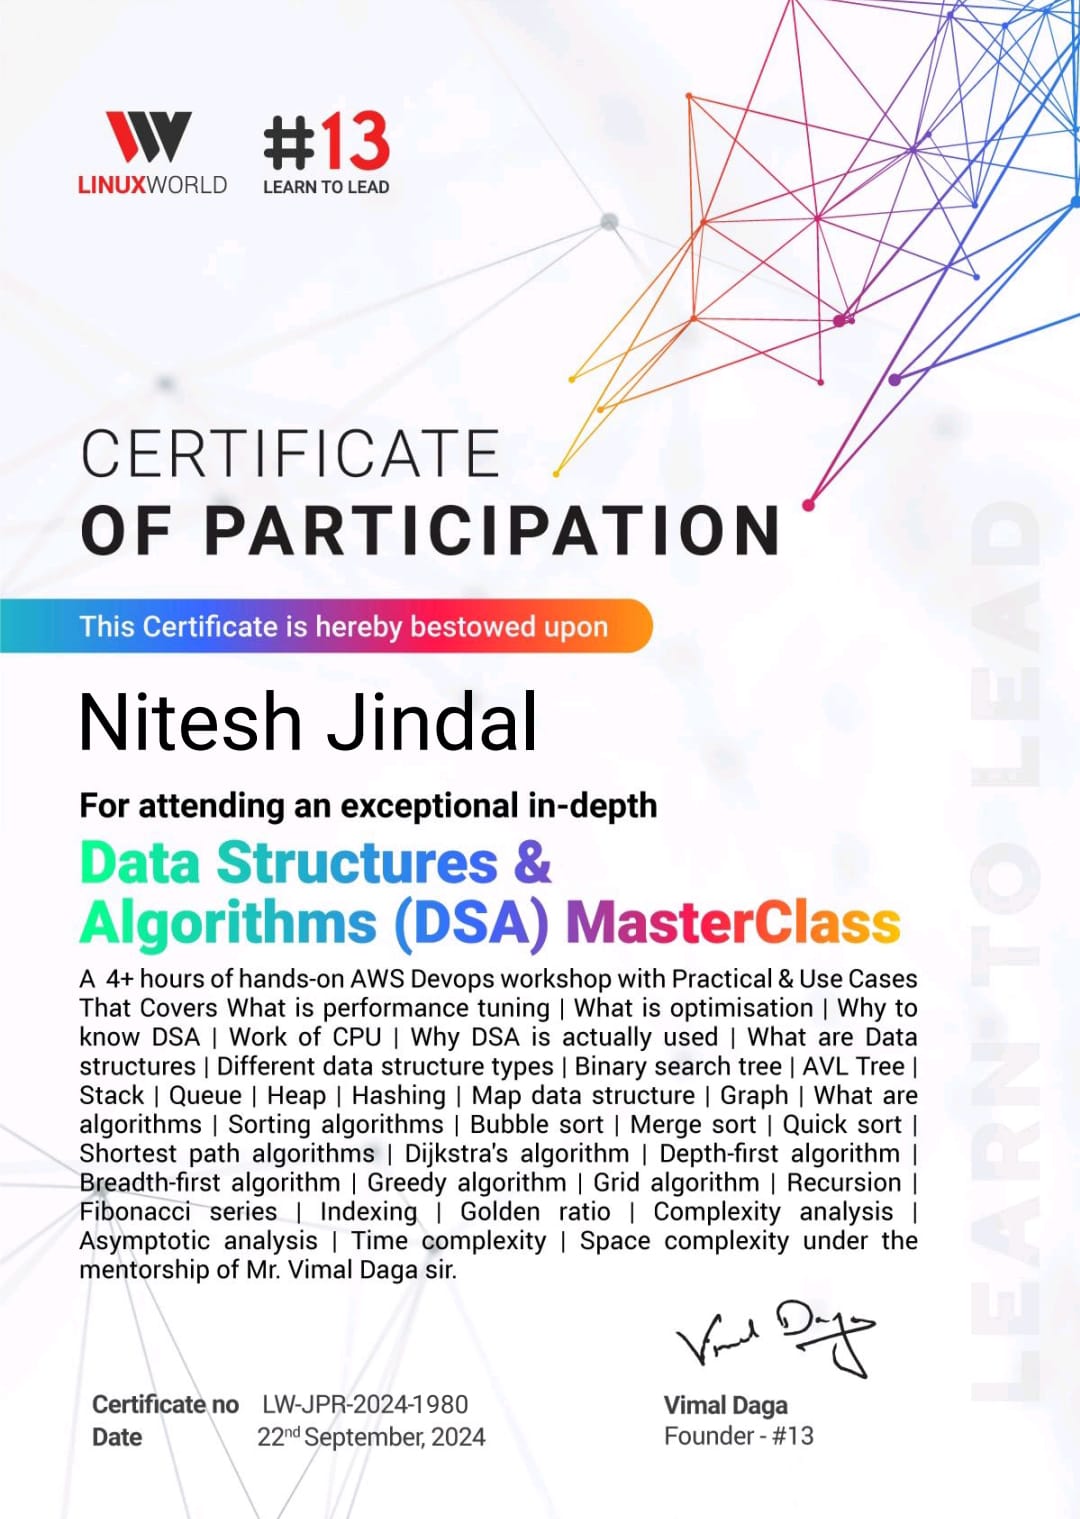 LINUXWORLD
#13
LEARN TO LEAD
CERTIFICATE
OF PARTICIPATION
This Certificate is hereby bestowed upon
Nitesh Jindal
For attending an exceptional in-depth
Data Structures &
Algorithms (DSA) MasterClass
A 4+ hours of hands-on AWS Devops workshop with Practical & Use Cases
That Covers What is performance tuning | What is optimisation | Why to
know DSA | Work of CPU | Why DSA is actually used | What are Data
structures | Different data structure types | Binary search tree | AVL Tree |
Stack | Queue | Heap | Hashing | Map data structure | Graph | What are
algorithms | Sorting algorithms | Bubble sort | Merge sort | Quick sort |
Shortest path algorithms | Dijkstra's algorithm | Depth-first algorithm |
Breadth-first algorithm | Greedy algorithm | Grid algorithm | Recursion |
Fibonacci series | Indexing | Golden ratio | Complexity analysis |
Asymptotic analysis | Time complexity | Space complexity under the
mentorship of Mr. Vimal Daga sir.
Vimal Daga
Certificate no LW-JPR-2024-1980
Date 22nd September, 2024
Vimal Daga
Founder - #13
LEARN TO LEAD